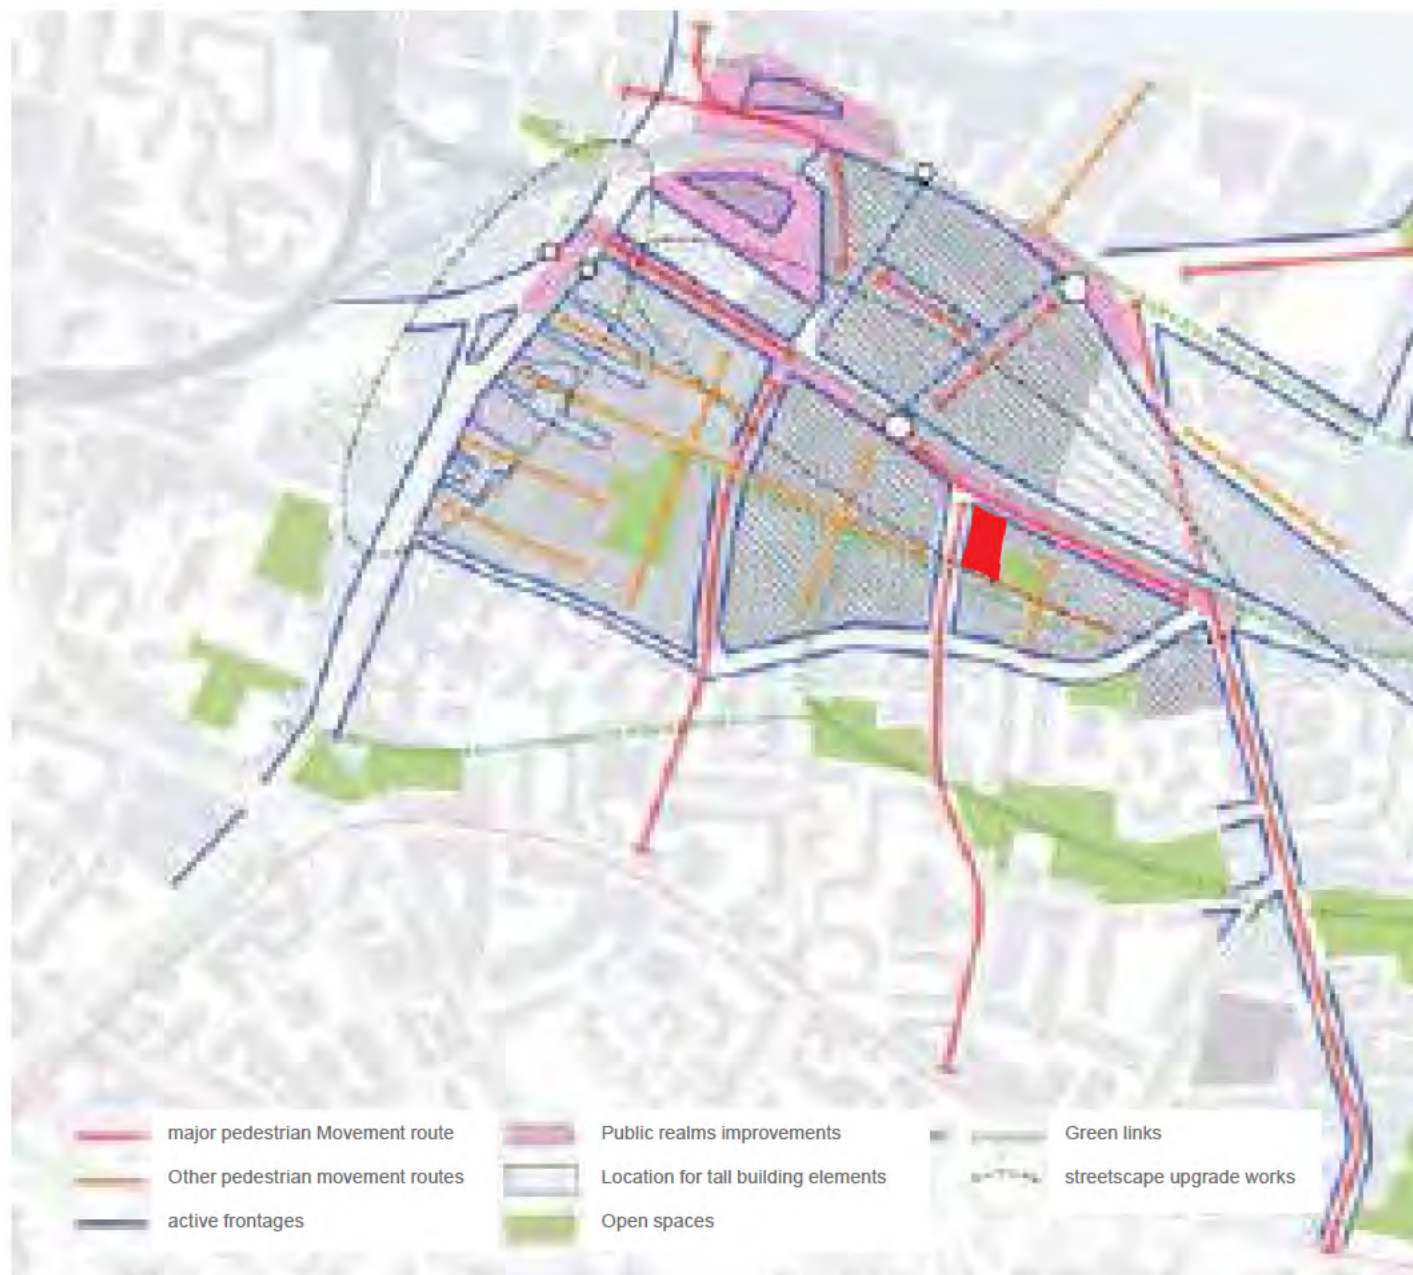 major pedestrian Movement route
Other pedestrian movement routes
active frontages
Public realms improvements
Location for tall building elements
Open spaces
Green links
streetscape upgrade works